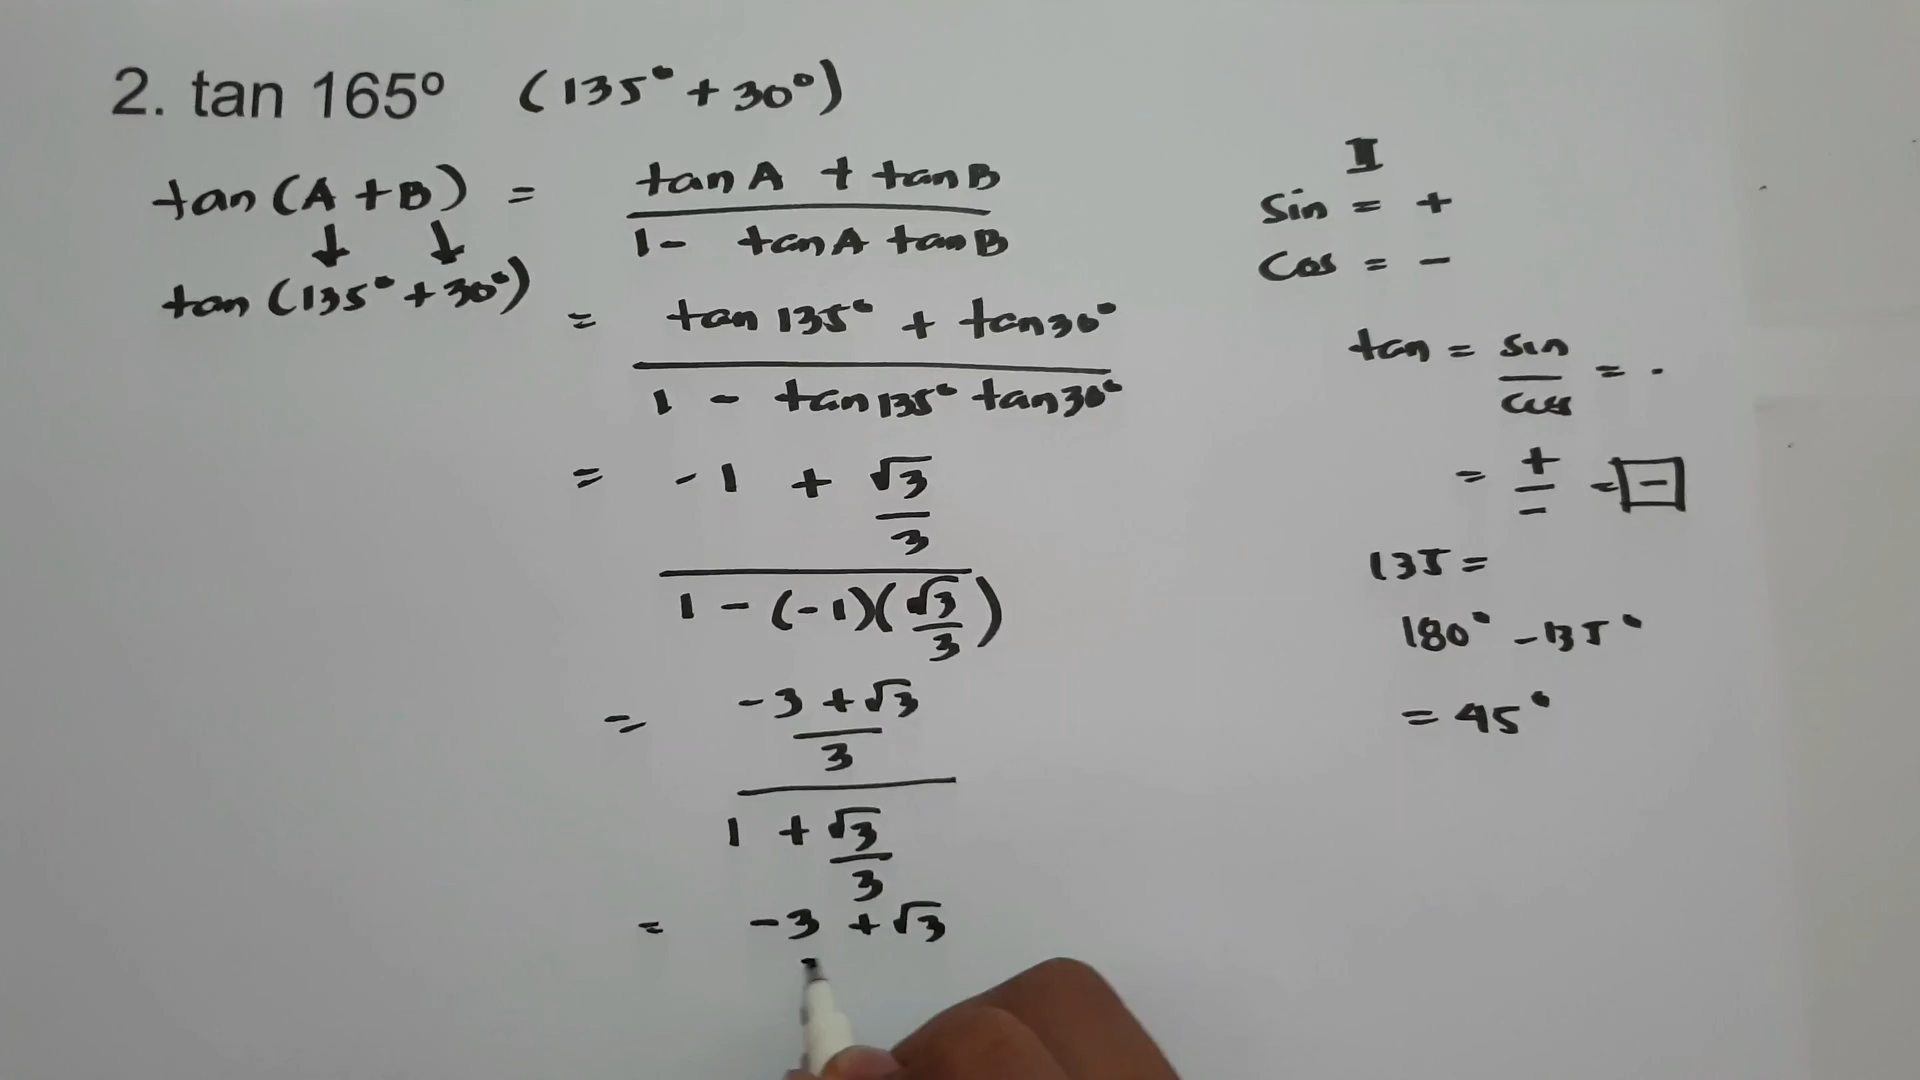 2. tan 165º (135° + 30°)
tan (A + B) = tan A + tan B
1 - tan A tan B
tan (135° + 30°)
= tan 135° + tan 30°
1 - tan 135° tan 30°
= -1 + √3
3
1 - (-1)(√3
3)
= -3 + √3
3
1 + √3
3
= -3 + √3
II
Sin = +
Cos = -
tan = sin = -
cos
= + = -
-
135 =
180° - 135°
= 45°